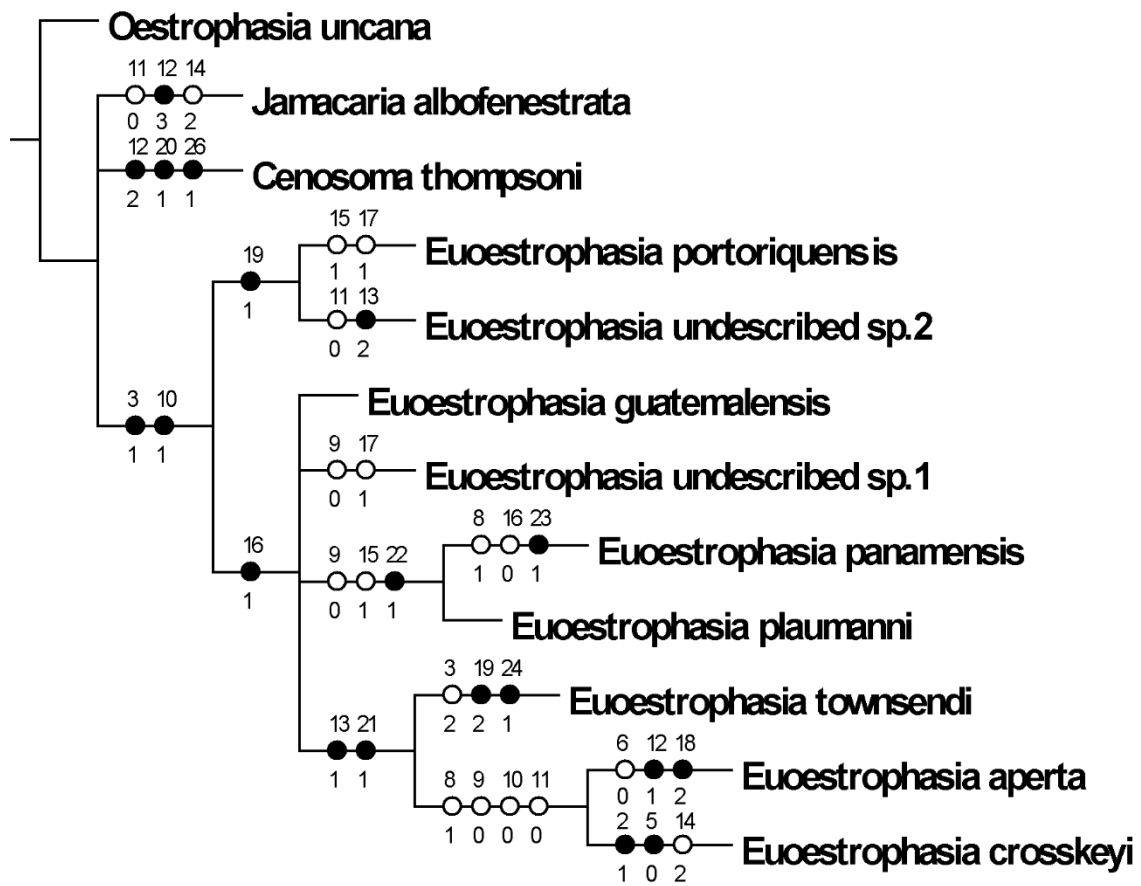 Oestrophasia uncana
11 12 14
Jamacaria albofenestrata
0 3 2
12 20 26
Cenosoma thompsoni
2 1 1
15 17
Euoestrophasia portoriquensis
1 1
19
1
11 13
Euoestrophasia undescribed sp.2
0 2
Euoestrophasia guatemalensis
3 10
1 1
9 17
Euoestrophasia undescribed sp.1
0 1
8 16 23
Euoestrophasia panamensis
1 0 1
16
1
9 15 22
0 1 1
Euoestrophasia plaumanni
3 19 24
Euoestrophasia townsendi
2 2 1
13 21
1 1
6 12 18
Euoestrophasia aperta
0 1 2
8 9 10 11
1 0 0 0
2 5 14
Euoestrophasia crosskeyi
1 0 2